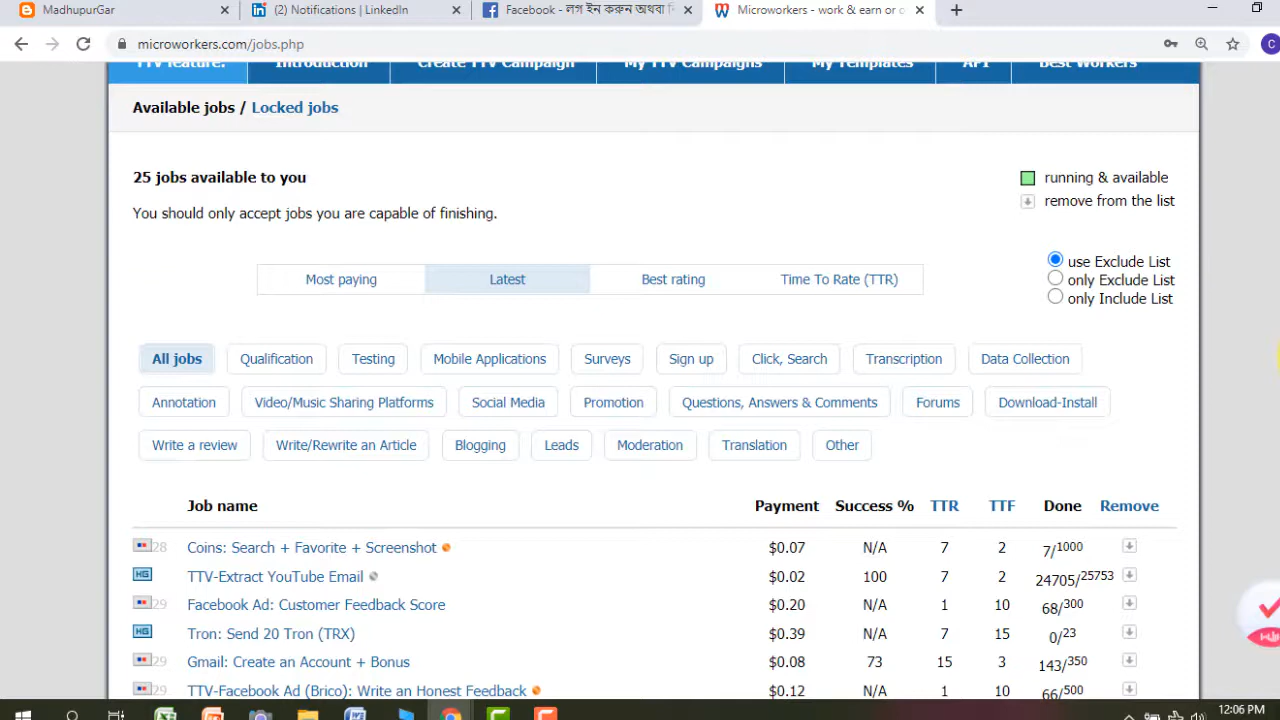 MadhupurGar
(2) Notifications | LinkedIn
Facebook - লগ ইন করুন অথবা
Microworkers - work & earn or
microworkers.com/jobs.php
TTV feature:
Introduction
Create TTV Campaign
My TTV Campaigns
My Templates
API
Best Workers
Available jobs / Locked jobs
25 jobs available to you
running & available
You should only accept jobs you are capable of finishing.
remove from the list
Most paying
Latest
Best rating
Time To Rate (TTR)
use Exclude List
only Exclude List
only Include List
All jobs
Qualification
Testing
Mobile Applications
Surveys
Sign up
Click, Search
Transcription
Data Collection
Annotation
Video/Music Sharing Platforms
Social Media
Promotion
Questions, Answers & Comments
Forums
Download-Install
Write a review
Write/Rewrite an Article
Blogging
Leads
Moderation
Translation
Other
Job name Payment Success % TTR TTF Done Remove
28 Coins: Search + Favorite + Screenshot $0.07 N/A 7 2 7/1000
HG TTV-Extract YouTube Email $0.02 100 7 2 24705/25753
29 Facebook Ad: Customer Feedback Score $0.20 N/A 1 10 68/300
HG Tron: Send 20 Tron (TRX) $0.39 N/A 7 15 0/23
29 Gmail: Create an Account + Bonus $0.08 73 15 3 143/350
29 TTV-Facebook Ad (Brico): Write an Honest Feedback $0.12 N/A 1 10 66/500
12:06 PM